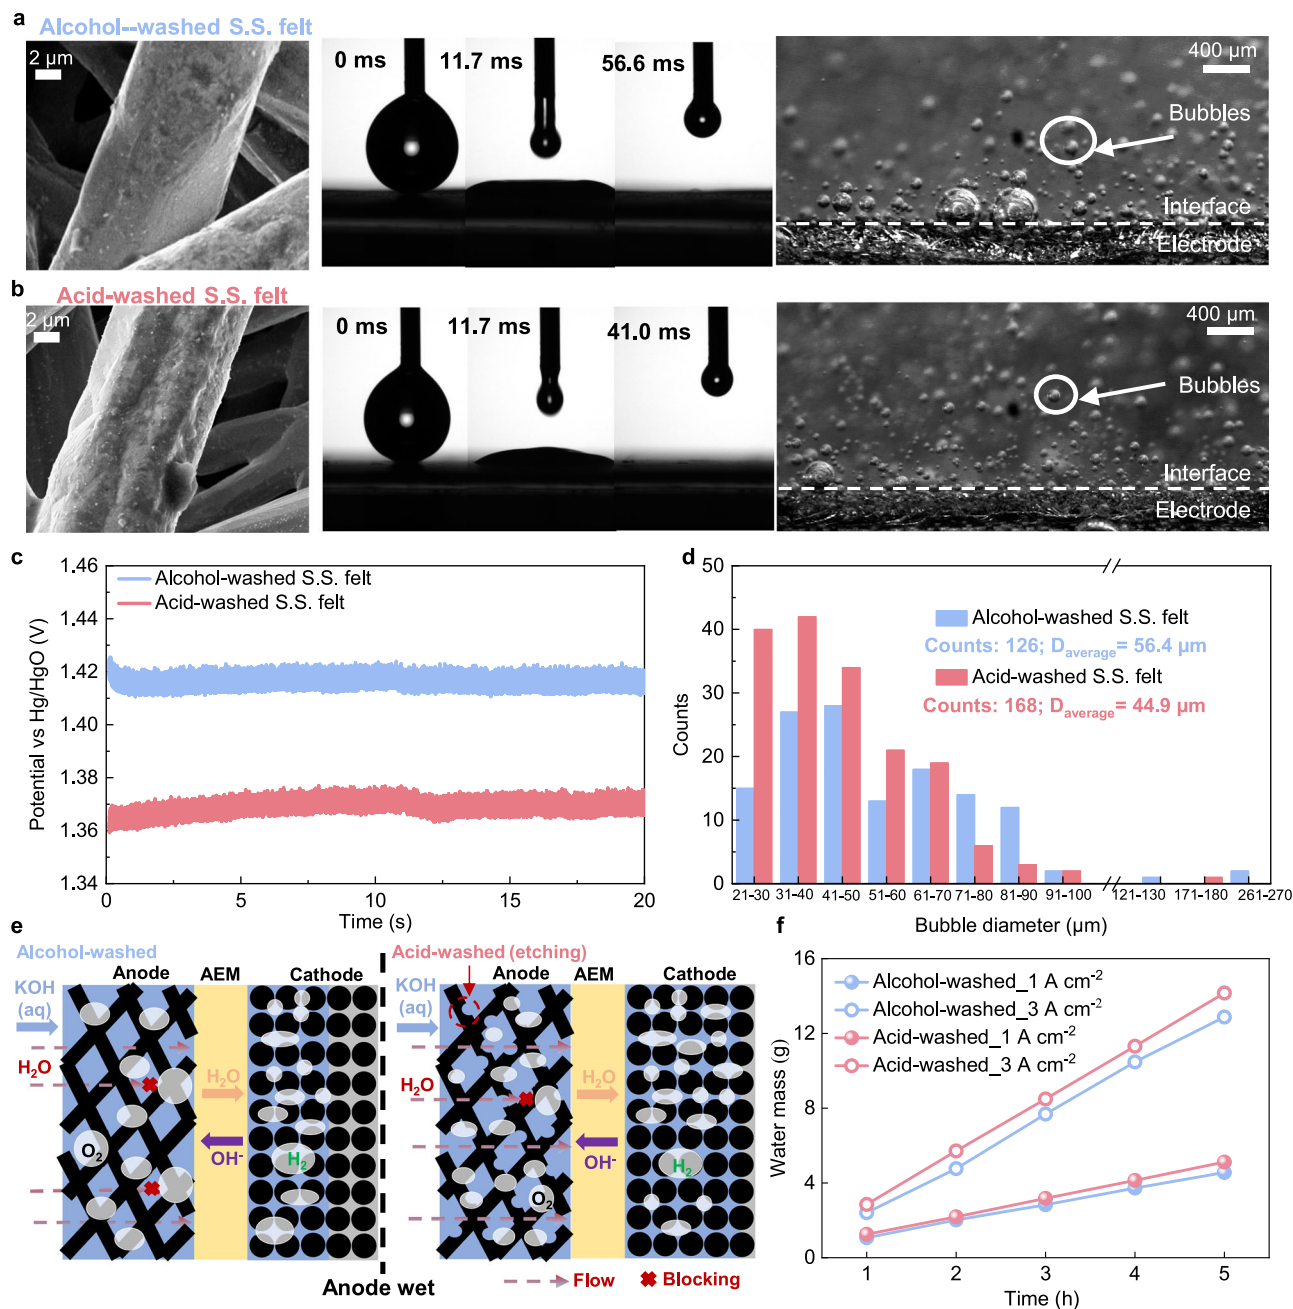 a
Alcohol--washed S.S. felt
2 μm
0 ms
11.7 ms
56.6 ms
400 μm
Bubbles
Interface
Electrode
b
Acid-washed S.S. felt
2 μm
0 ms
11.7 ms
41.0 ms
400 μm
Bubbles
Interface
Electrode
c
1.46
1.44
1.42
1.40
1.38
1.36
1.34
Potential vs Hg/HgO (V)
Alcohol-washed S.S. felt
Acid-washed S.S. felt
0
5
10
15
20
Time (s)
d
50
40
30
20
10
0
Counts
Alcohol-washed S.S. felt
Counts: 126; Daverage= 56.4 μm
Acid-washed S.S. felt
Counts: 168; Daverage= 44.9 μm
21-30
31-40
41-50
51-60
61-70
71-80
81-90
91-100
121-130
171-180
261-270
Bubble diameter (μm)
e
Alcohol-washed
Anode
AEM
Cathode
KOH
(aq)
H2O
H2O
O2
OH-
H2
Acid-washed (etching)
Anode
AEM
Cathode
KOH
(aq)
H2O
H2O
OH-
H2
O2
Anode wet
Flow
Blocking
f
16
12
8
4
0
Water mass (g)
Alcohol-washed_1 A cm-2
Alcohol-washed_3 A cm-2
Acid-washed_1 A cm-2
Acid-washed_3 A cm-2
1
2
3
4
5
Time (h)